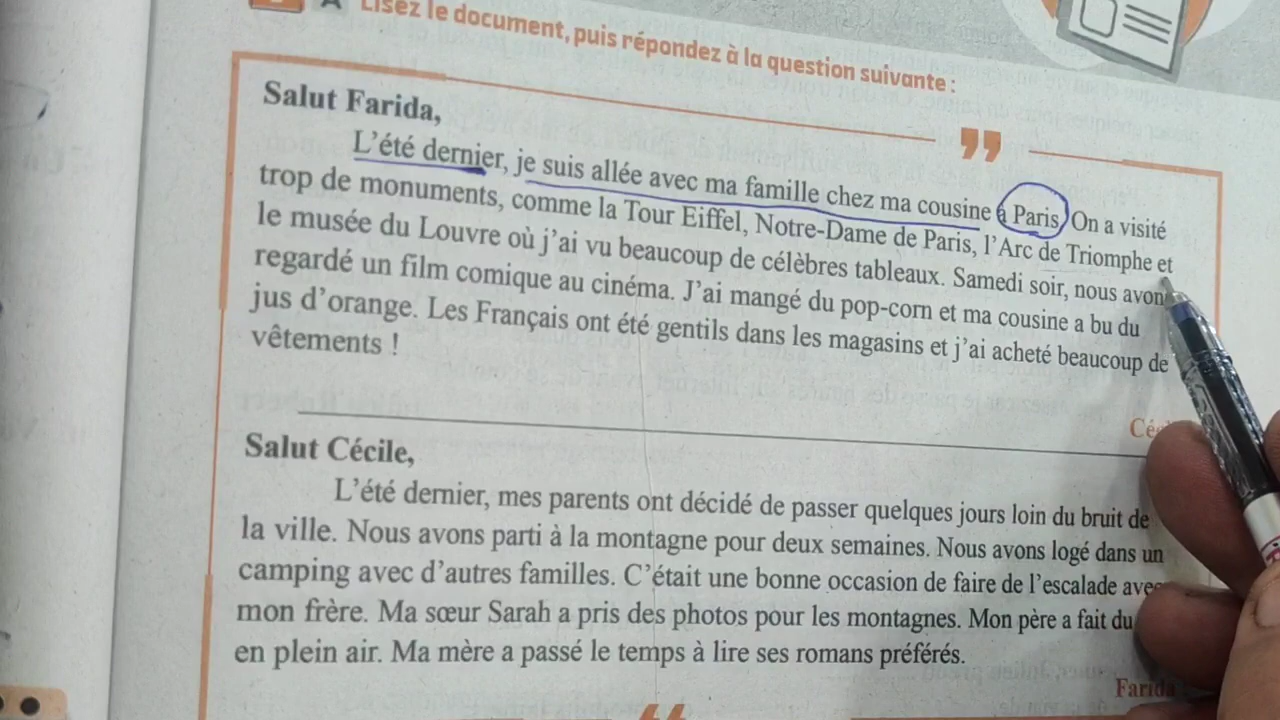 A Lisez le document, puis répondez à la question suivante :
Salut Farida,
L'été dernier, je suis allée avec ma famille chez ma cousine à Paris. On a visité
trop de monuments, comme la Tour Eiffel, Notre-Dame de Paris, l'Arc de Triomphe et
le musée du Louvre où j'ai vu beaucoup de célèbres tableaux. Samedi soir, nous avon
regardé un film comique au cinéma. J'ai mangé du pop-corn et ma cousine a bu du
jus d'orange. Les Français ont été gentils dans les magasins et j'ai acheté beaucoup de
vêtements !
Salut Cécile,
L'été dernier, mes parents ont décidé de passer quelques jours loin du bruit de
la ville. Nous avons parti à la montagne pour deux semaines. Nous avons logé dans un
camping avec d'autres familles. C'était une bonne occasion de faire de l'escalade avec
mon frère. Ma sœur Sarah a pris des photos pour les montagnes. Mon père a fait du
en plein air. Ma mère a passé le temps à lire ses romans préférés.
Farida